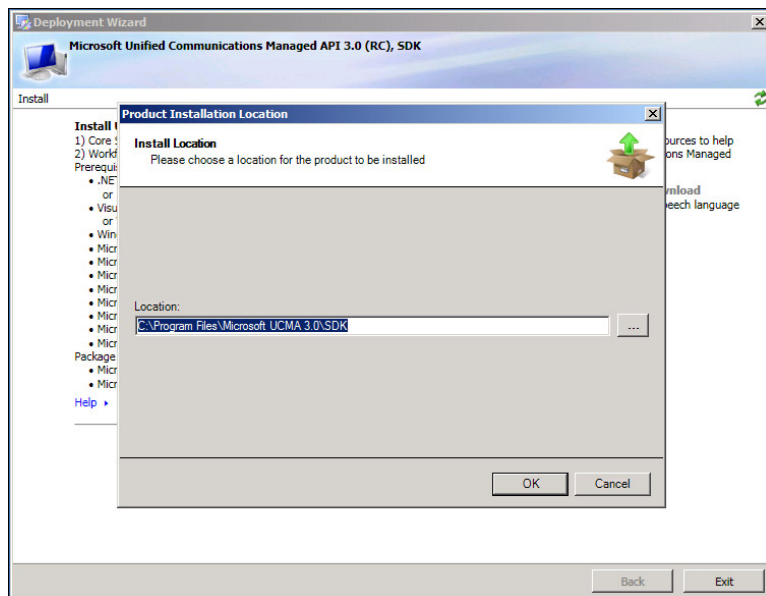 Deployment Wizard
Microsoft Unified Communications Managed API 3.0 (RC), SDK
Install
Product Installation Location
Install Location
Please choose a location for the product to be installed
Install
1) Core
2) Workf
Prerequi
• .NET
or
• Visu
or
• Win
• Micr
• Micr
• Micr
• Micr
• Micr
• Micr
• Micr
• Micr
Package
• Micr
• Micr
Help
ources to help
ons Managed
nload
eech language
Location:
C:\Program Files\Microsoft UCMA 3.0\SDK
...
OK
Cancel
Back
Exit